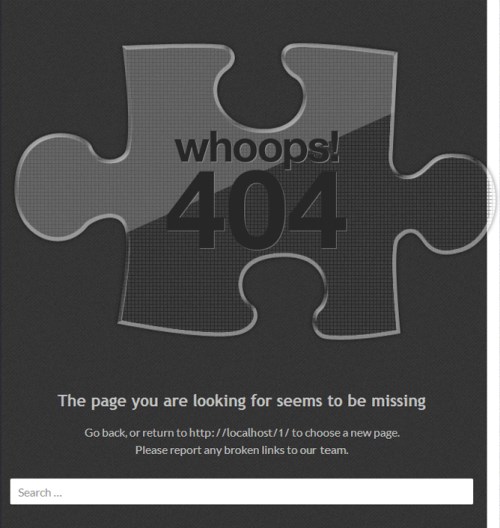 whoops!
404
The page you are looking for seems to be missing
Go back, or return to http://localhost/1/ to choose a new page.
Please report any broken links to our team.
Search ...